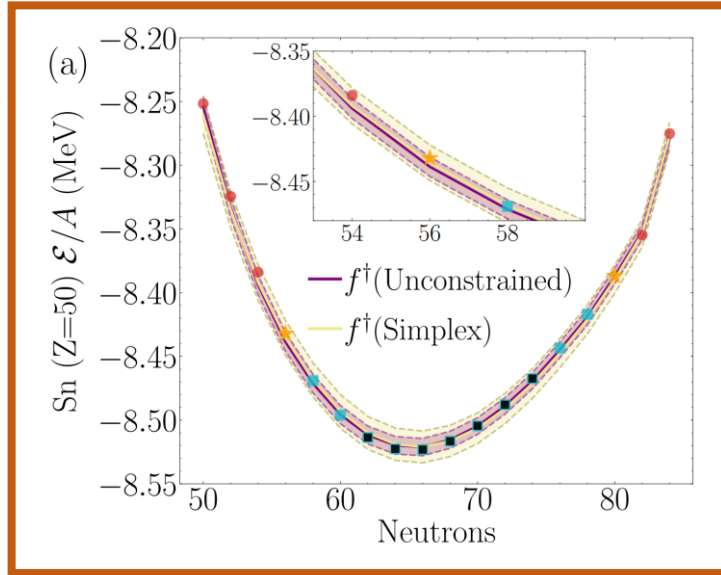 (a)
Sn (Z=50) ℰ/A (MeV)
−8.20
−8.25
−8.30
−8.35
−8.40
−8.45
−8.50
−8.55
−8.35
−8.40
−8.45
54 56 58
f†(Unconstrained)
f†(Simplex)
50 60 70 80
Neutrons